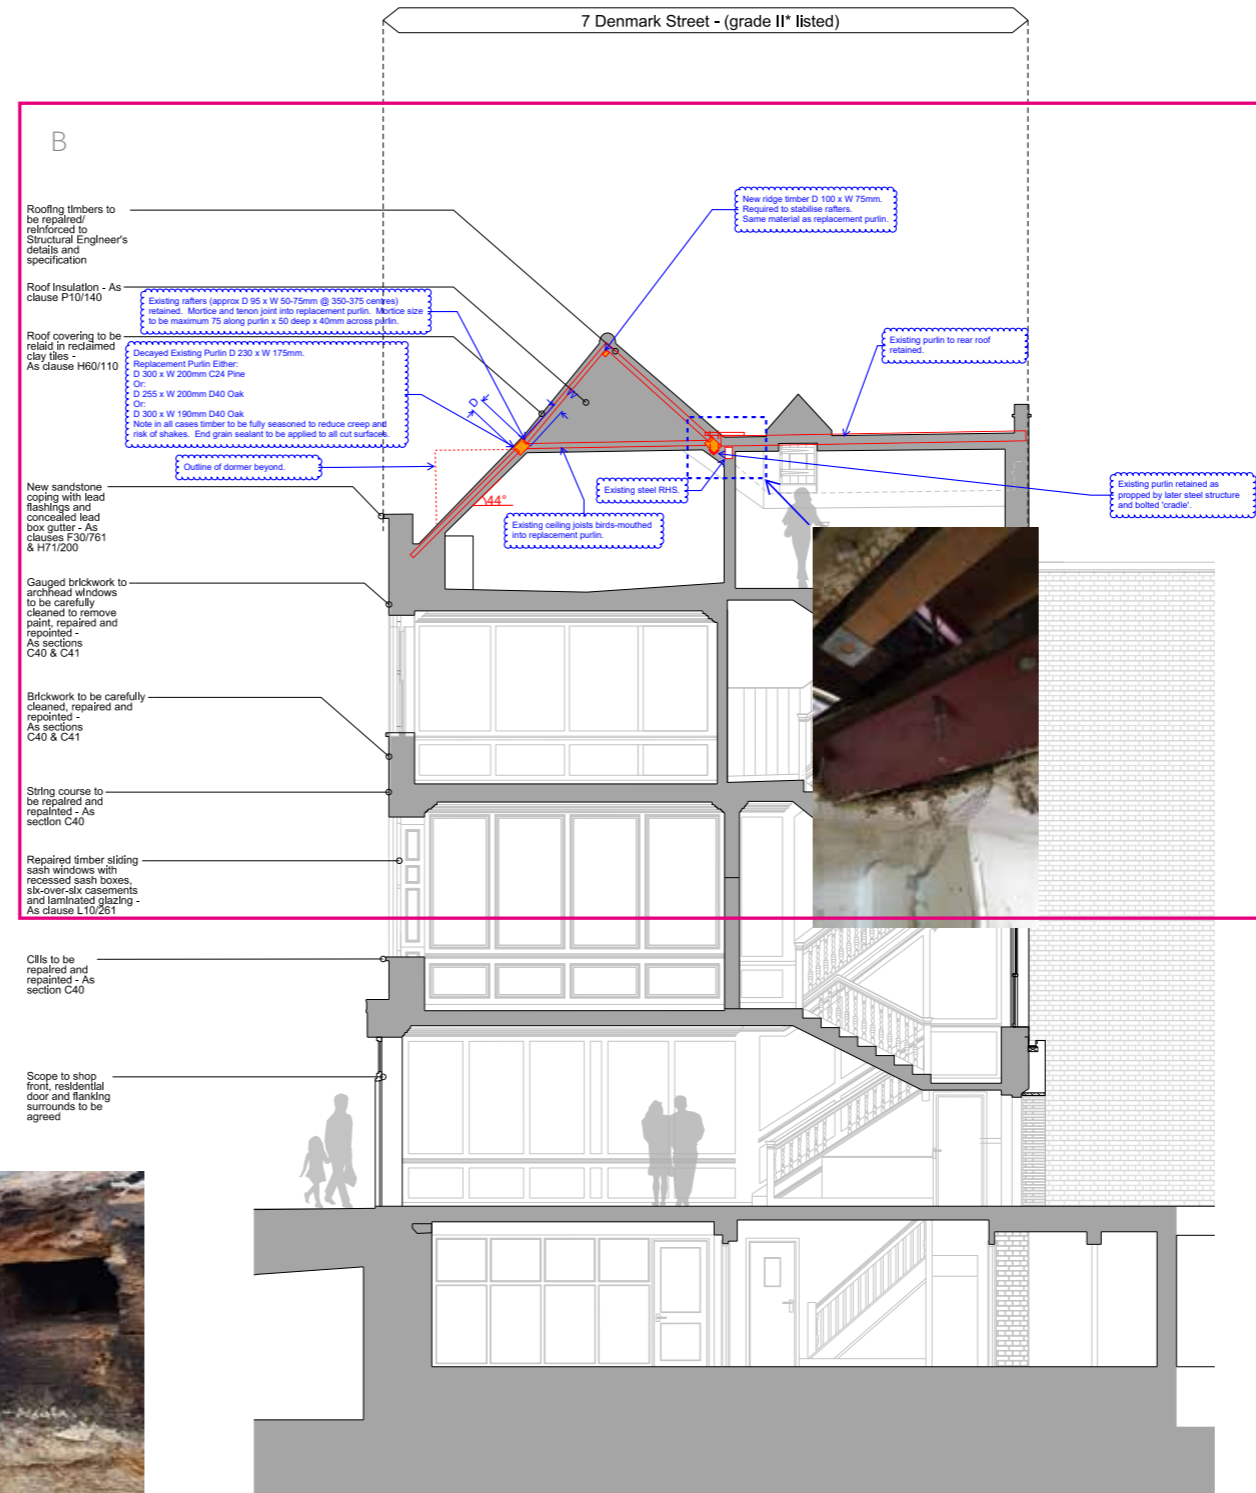 7 Denmark Street - (grade II* listed)
B
Roofing timbers to
be repaired/
reinforced to
Structural Engineer's
details and
specification
Roof Insulation - As
clause P10/140
Roof covering to be
relaid in reclaimed
clay tiles -
As clause H60/110
New sandstone
coping with lead
flashings and
concealed lead
box gutter - As
clauses F30/761
& H71/200
Gauged brickwork to
archhead windows
to be carefully
cleaned to remove
paint, repaired and
repointed -
As sections
C40 & C41
Brickwork to be carefully
cleaned, repaired and
repointed -
As sections
C40 & C41
String course to
be repaired and
repainted - As
section C40
Repaired timber sliding
sash windows with
recessed sash boxes,
six-over-six casements
and laminated glazing -
As clause L10/261
Cills to be
repaired and
repainted - As
section C40
Scope to shop
front, residential
door and flanking
surrounds to be
agreed
New ridge timber D 100 x W 75mm.
Required to stabilise rafters.
Same material as replacement purlin.
Existing rafters (approx D 95 x W 50-75mm @ 350-375 centres)
retained. Mortice and tenon joint into replacement purlin. Mortice size
to be maximum 75 along purlin x 50 deep x 40mm across purlin.
Decayed Existing Purlin D 230 x W 175mm.
Replacement Purlin Either:
D 300 x W 200mm C24 Pine
Or:
D 255 x W 200mm D40 Oak
Or:
D 300 x W 190mm D40 Oak
Note in all cases timber to be fully seasoned to reduce creep and
risk of shakes. End grain sealant to be applied to all cut surfaces.
Outline of dormer beyond.
D
W
44°
Existing purlin to rear roof
retained.
Existing steel RHS.
Existing ceiling joists birds-mouthed
into replacement purlin.
Existing purlin retained as
propped by later steel structure
and bolted 'cradle'.